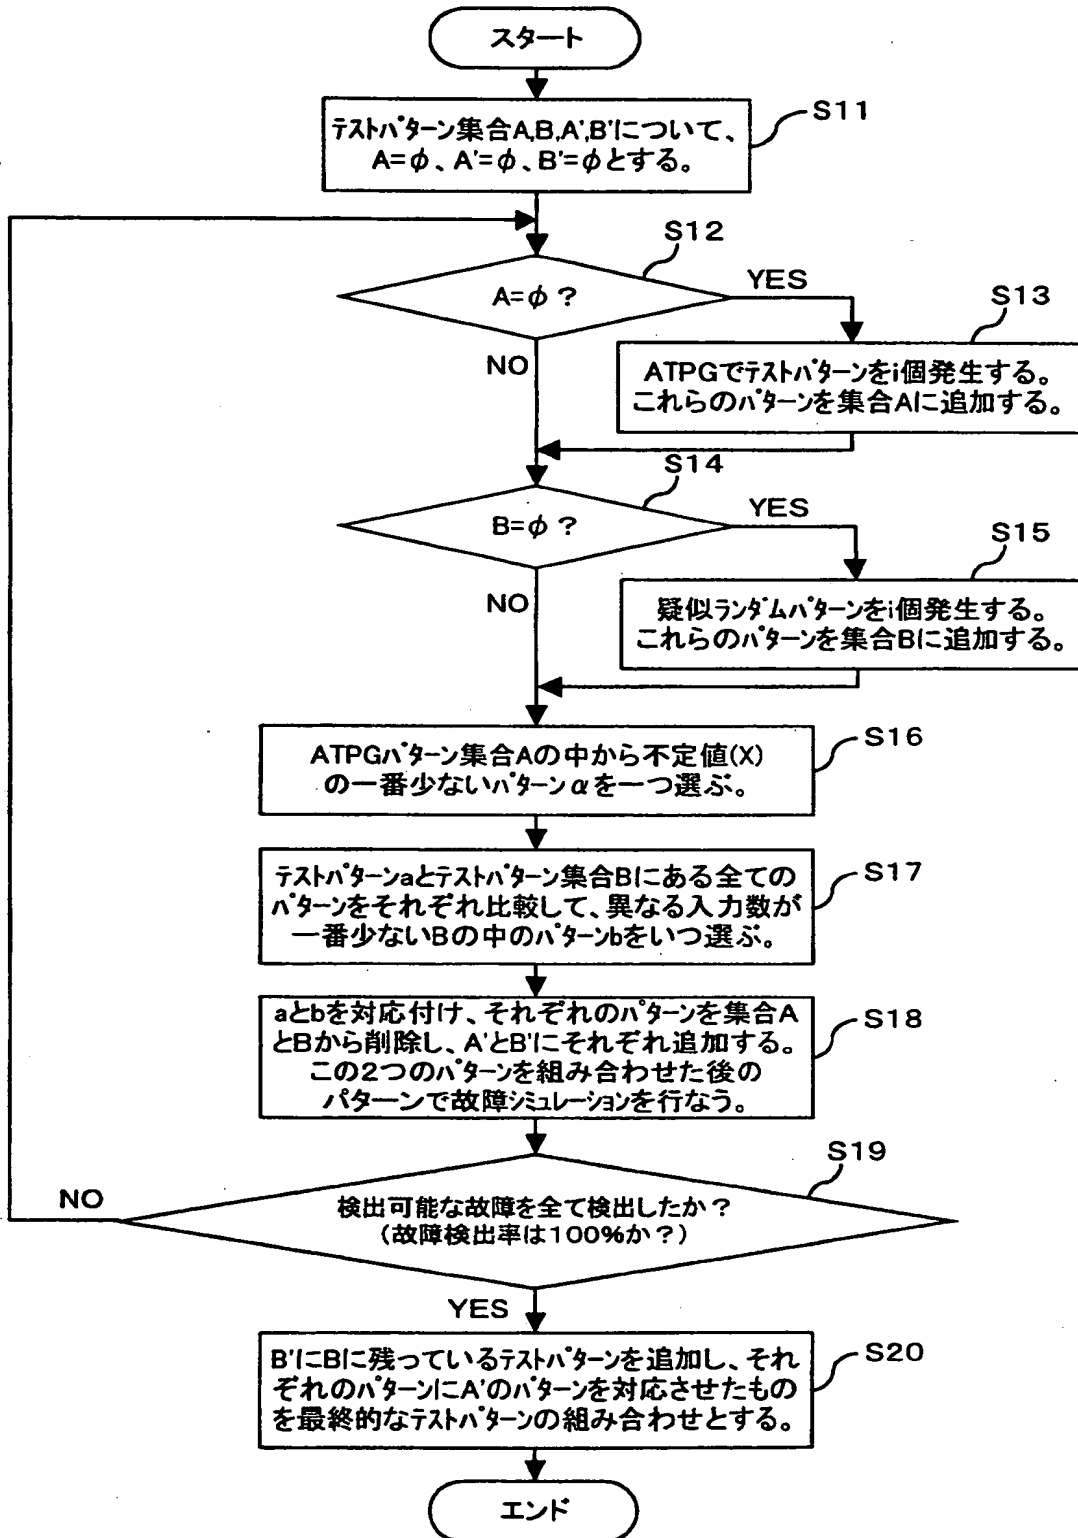 スタート
S11
テストパターン集合A,B,A',B'について、
A=φ、A'=φ、B'=φとする。
S12
A=φ？
YES
NO
S13
ATPGでテストパターンをi個発生する。
これらのパターンを集合Aに追加する。
S14
B=φ？
YES
NO
S15
疑似ランダムパターンをi個発生する。
これらのパターンを集合Bに追加する。
S16
ATPGパターン集合Aの中から不定値(X)
の一番少ないパターンαを一つ選ぶ。
S17
テストパターンaとテストパターン集合Bにある全ての
パターンをそれぞれ比較して、異なる入力数が
一番少ないBの中のパターンbをいつ選ぶ。
S18
aとbを対応付け、それぞれのパターンを集合A
とBから削除し、A'とB'にそれぞれ追加する。
この2つのパターンを組み合わせた後の
パターンで故障シミュレーションを行なう。
S19
検出可能な故障を全て検出したか？
(故障検出率は100%か？)
NO
YES
S20
B'にBに残っているテストパターンを追加し、それ
ぞれのパターンにA'のパターンを対応させたもの
を最終的なテストパターンの組み合わせとする。
エンド